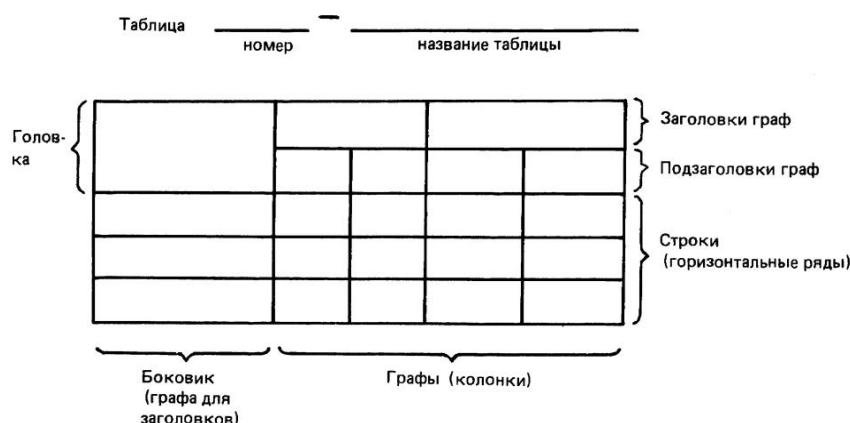 Таблица —
номер название таблицы
Голов-
ка
Заголовки граф
Подзаголовки граф
Строки
(горизонтальные ряды)
Боковик
(графа для
заголовков)
Графы (колонки)